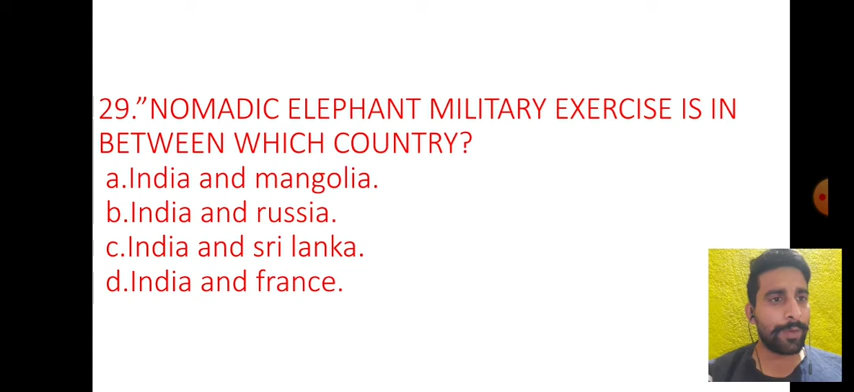 29.”NOMADIC ELEPHANT MILITARY EXERCISE IS IN
BETWEEN WHICH COUNTRY?
a.India and mangolia.
b.India and russia.
c.India and sri lanka.
d.India and france.